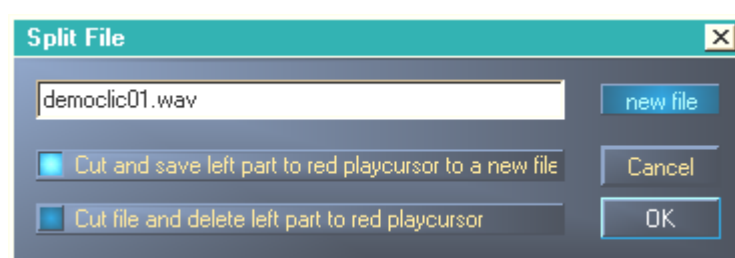 Split File
democlic01.wav
new file
Cut and save left part to red playcursor to a new file
Cancel
Cut file and delete left part to red playcursor
OK